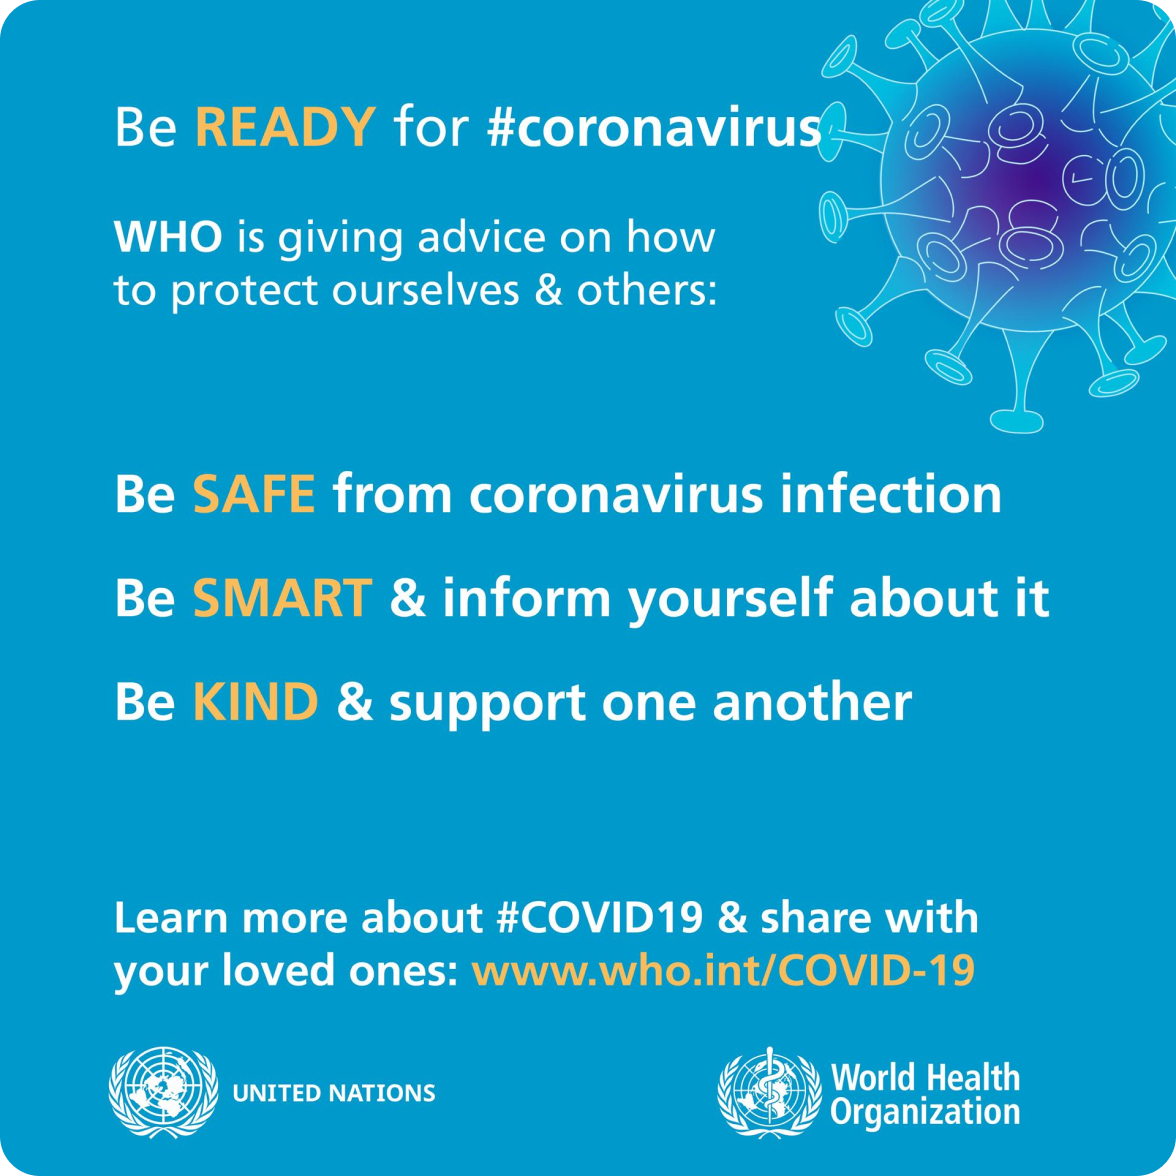 Be READY for #coronavirus
WHO is giving advice on how
to protect ourselves & others:
Be SAFE from coronavirus infection
Be SMART & inform yourself about it
Be KIND & support one another
Learn more about #COVID19 & share with
your loved ones: www.who.int/COVID-19
UNITED NATIONS
World Health
Organization